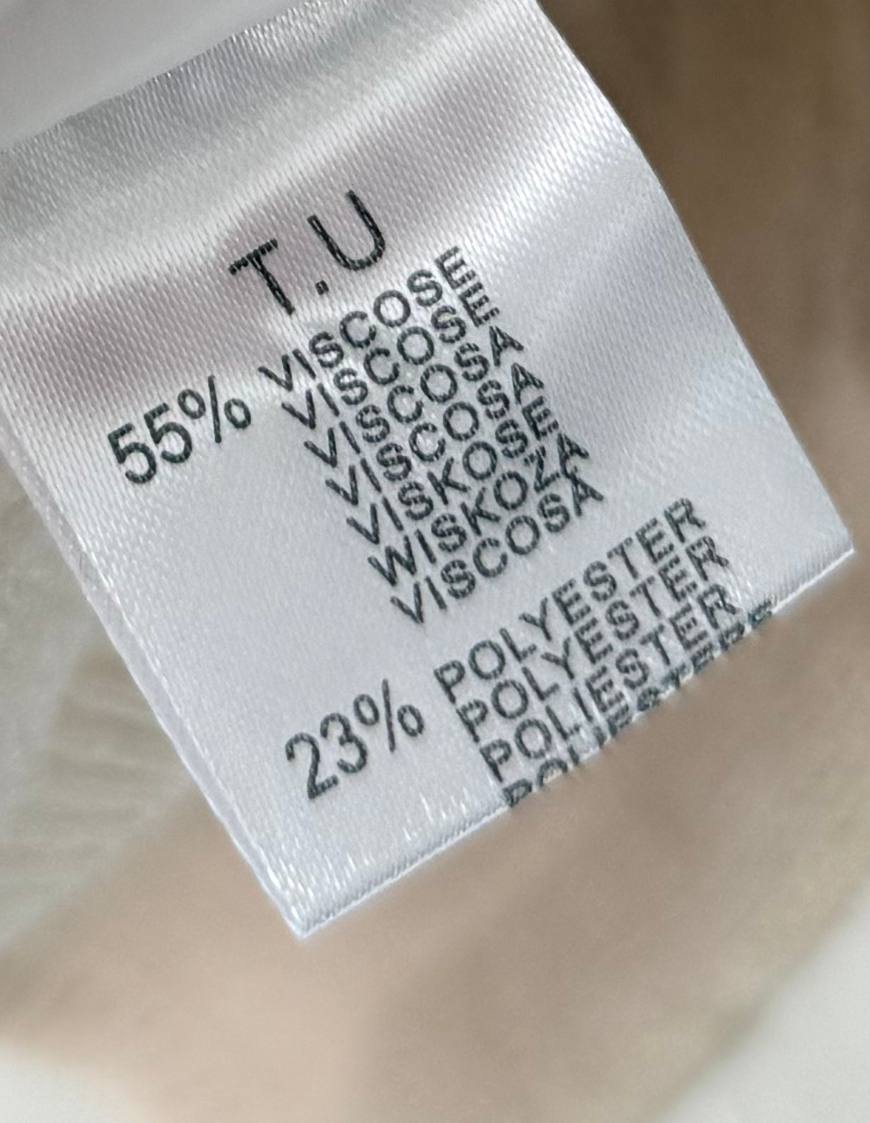 T.U
55% VISCOSE
VISCOSE
VISCOSA
VISCOSA
VISKOSE
WISKOZA
VISCOSA
23% POLYESTER
POLYESTER
POLIESTER